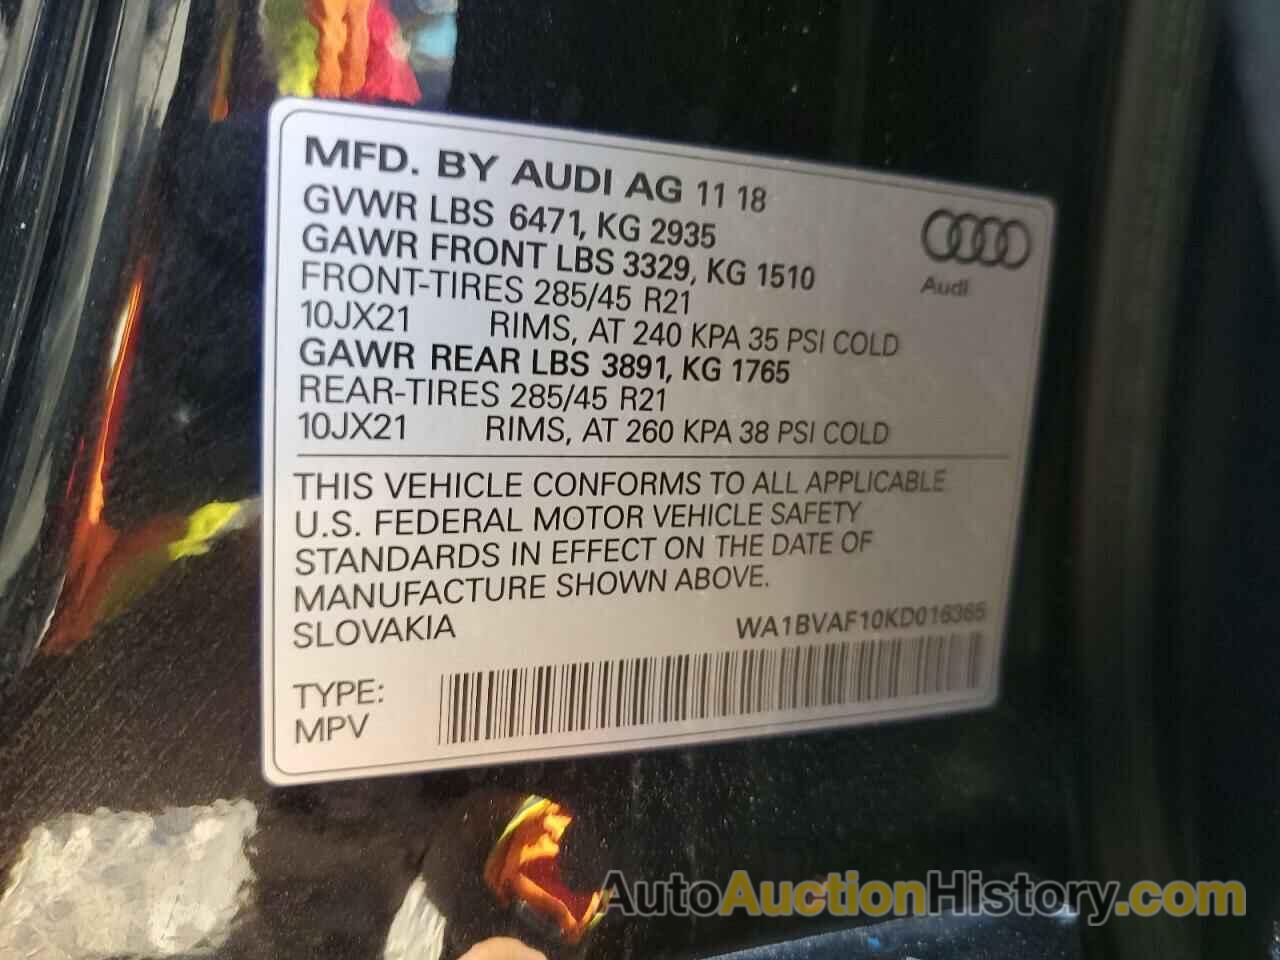 MFD. BY AUDI AG 11 18
GVWR LBS 6471, KG 2935
GAWR FRONT LBS 3329, KG 1510
FRONT-TIRES 285/45 R21
10JX21 RIMS, AT 240 KPA 35 PSI COLD
GAWR REAR LBS 3891, KG 1765
REAR-TIRES 285/45 R21
10JX21 RIMS, AT 260 KPA 38 PSI COLD
Audi
THIS VEHICLE CONFORMS TO ALL APPLICABLE
U.S. FEDERAL MOTOR VEHICLE SAFETY
STANDARDS IN EFFECT ON THE DATE OF
MANUFACTURE SHOWN ABOVE.
SLOVAKIA WA1BVAF10KD016365
TYPE:
MPV
AutoAuctionHistory.com